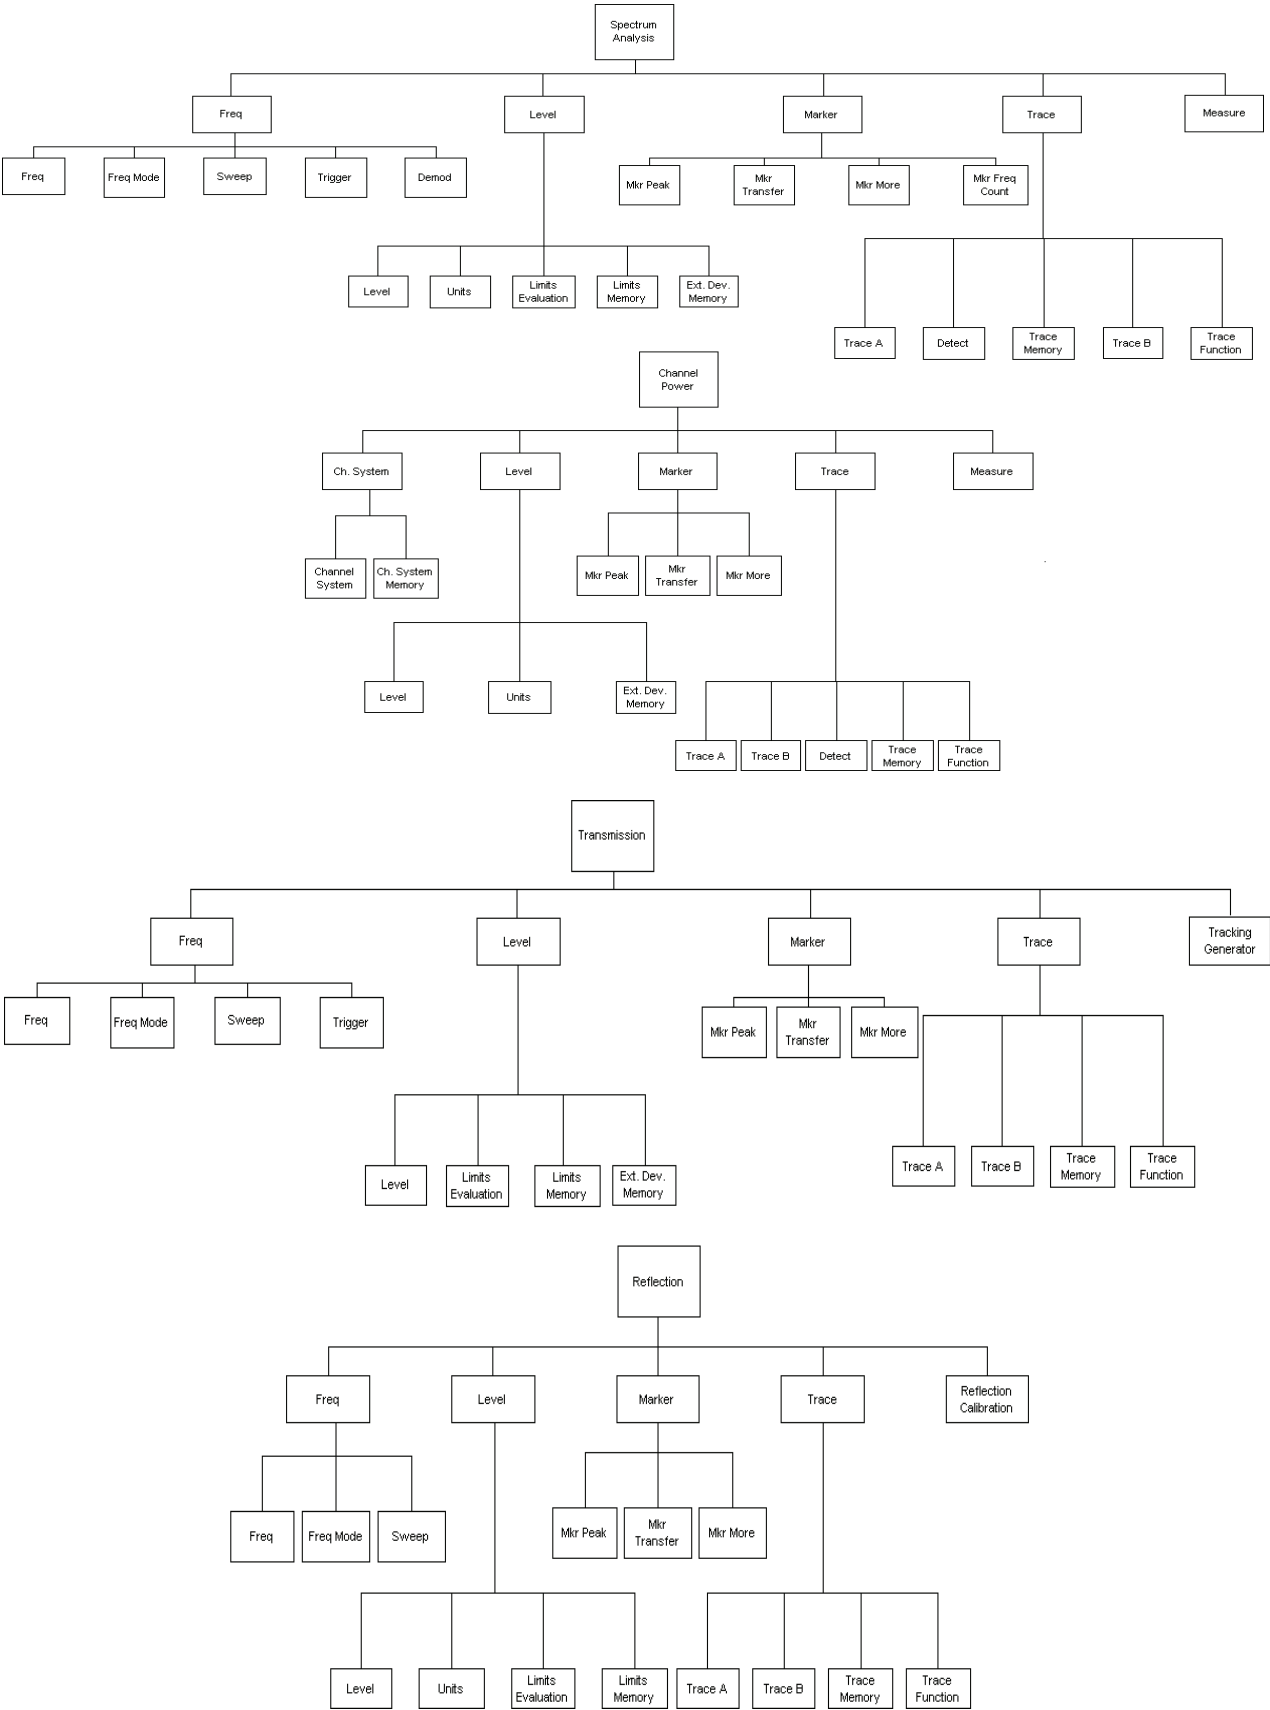 Spectrum
Analysis
Freq
Level
Marker
Trace
Measure
Freq
Freq Mode
Sweep
Trigger
Demod
Mkr Peak
Mkr
Transfer
Mkr More
Mkr Freq
Count
Level
Units
Limits
Evaluation
Limits
Memory
Ext. Dev.
Memory
Trace A
Detect
Trace
Memory
Trace B
Trace
Function
Channel
Power
Ch. System
Level
Marker
Trace
Measure
Channel
System
Ch. System
Memory
Mkr Peak
Mkr
Transfer
Mkr More
Level
Units
Ext. Dev.
Memory
Trace A
Trace B
Detect
Trace
Memory
Trace
Function
Transmission
Freq
Level
Marker
Trace
Tracking
Generator
Freq
Freq Mode
Sweep
Trigger
Mkr Peak
Mkr
Transfer
Mkr More
Level
Limits
Evaluation
Limits
Memory
Ext. Dev.
Memory
Trace A
Trace B
Trace
Memory
Trace
Function
Reflection
Freq
Level
Marker
Trace
Reflection
Calibration
Freq
Freq Mode
Sweep
Mkr Peak
Mkr
Transfer
Mkr More
Level
Units
Limits
Evaluation
Limits
Memory
Trace A
Trace B
Trace
Memory
Trace
Function